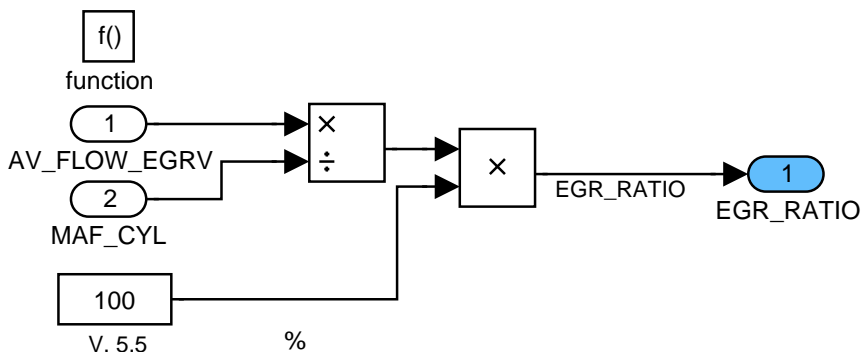 f()
function
1
AV_FLOW_EGRV
2
MAF_CYL
×
÷
×
EGR_RATIO
1
EGR_RATIO
100
V. 5.5
%